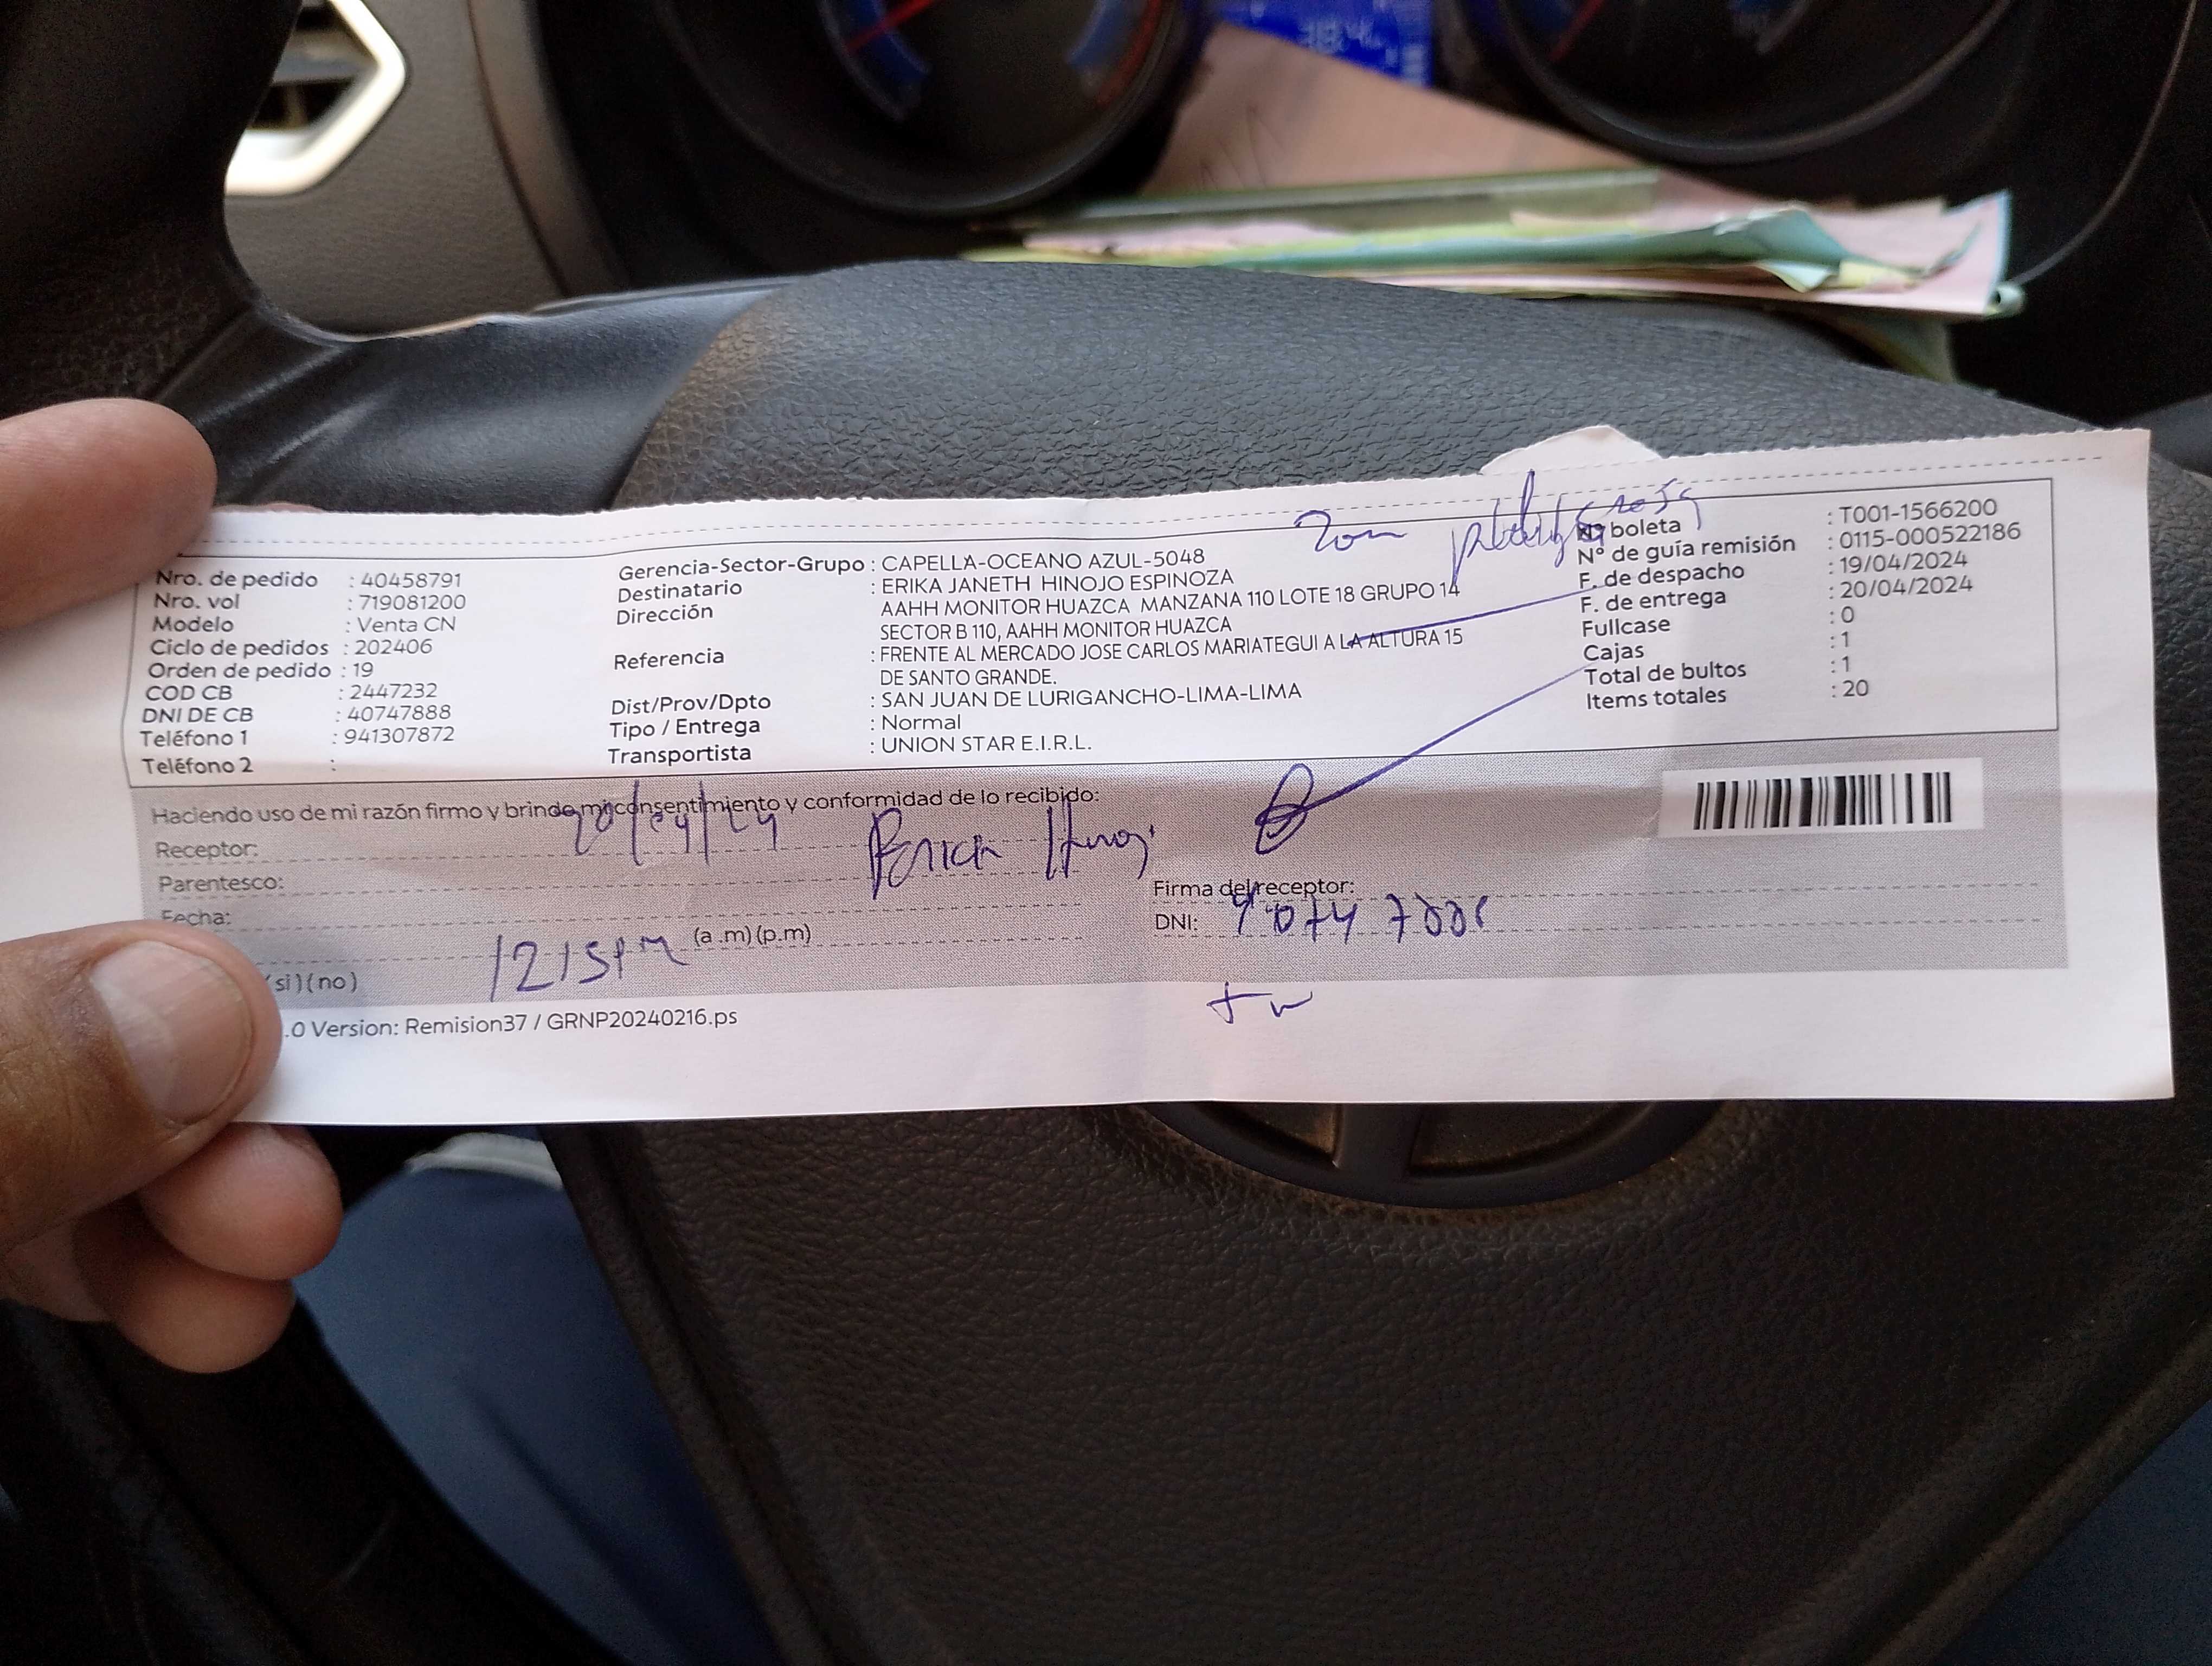 Nro. de pedido : 40458791
Nro. vol : 719081200
Modelo : Venta CN
Ciclo de pedidos : 202406
Orden de pedido : 19
COD CB : 2447232
DNI DE CB : 40747888
Teléfono 1 : 941307872
Teléfono 2 :
Gerencia-Sector-Grupo : CAPELLA-OCEANO AZUL-5048
Destinatario : ERIKA JANETH HINOJO ESPINOZA
Dirección AAHH MONITOR HUAZCA MANZANA 110 LOTE 18 GRUPO 14
SECTOR B 110, AAHH MONITOR HUAZCA
Referencia : FRENTE AL MERCADO JOSE CARLOS MARIATEGUI A LA ALTURA 15
DE SANTO GRANDE.
Dist/Prov/Dpto : SAN JUAN DE LURIGANCHO-LIMA-LIMA
Tipo / Entrega : Normal
Transportista : UNION STAR E.I.R.L.
Nº boleta : T001-1566200
Nº de guía remisión : 0115-000522186
F. de despacho : 19/04/2024
F. de entrega : 20/04/2024
Fullcase : 0
Cajas : 1
Total de bultos : 1
Items totales : 20
Haciendo uso de mi razón firmo y brindo mi consentimiento y conformidad de lo recibido:
20/04/24
Receptor:
Parentesco:
Fecha:
1215pm (a .m) (p.m)
Firma del receptor:
DNI: 40747888
si) (no)
.0 Version: Remision37 / GRNP20240216.ps